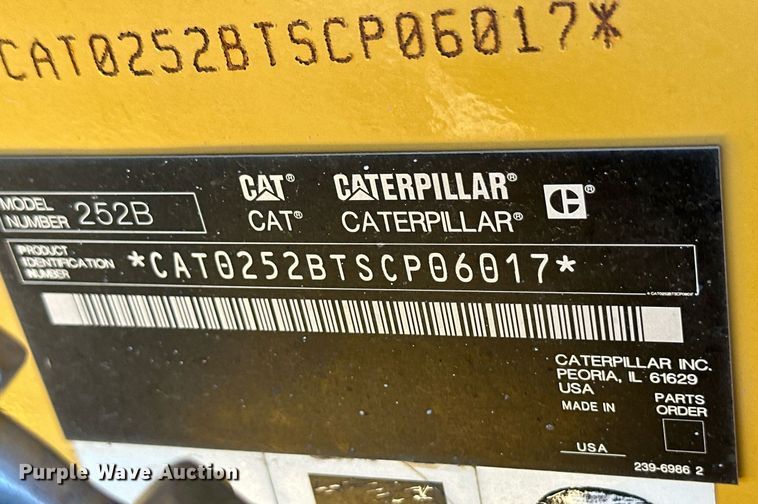 CAT0252BTSCP06017*
MODEL NUMBER 252B
CAT® CATERPILLAR® ®
CAT® CATERPILLAR®
PRODUCT IDENTIFICATION NUMBER *CAT0252BTSCP06017*
CAT0252BTSCP06017
CATERPILLAR INC.
PEORIA, IL 61629
USA
MADE IN
USA
PARTS ORDER
239-6986 2
Purple Wave Auction